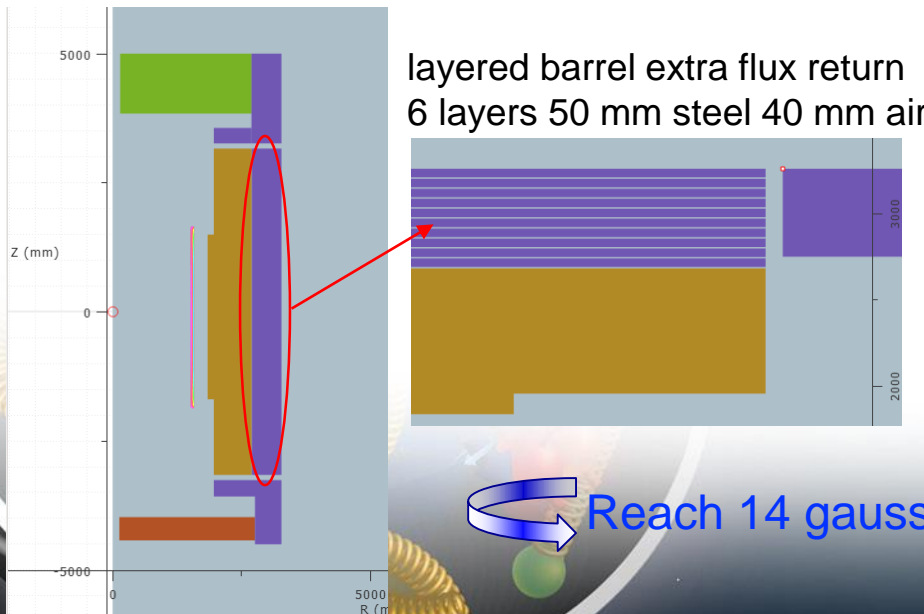 layered barrel extra flux return
6 layers 50 mm steel 40 mm air
5000
Z (mm)
0
-5000
0
5000
3000
2000
Reach 14 gauss